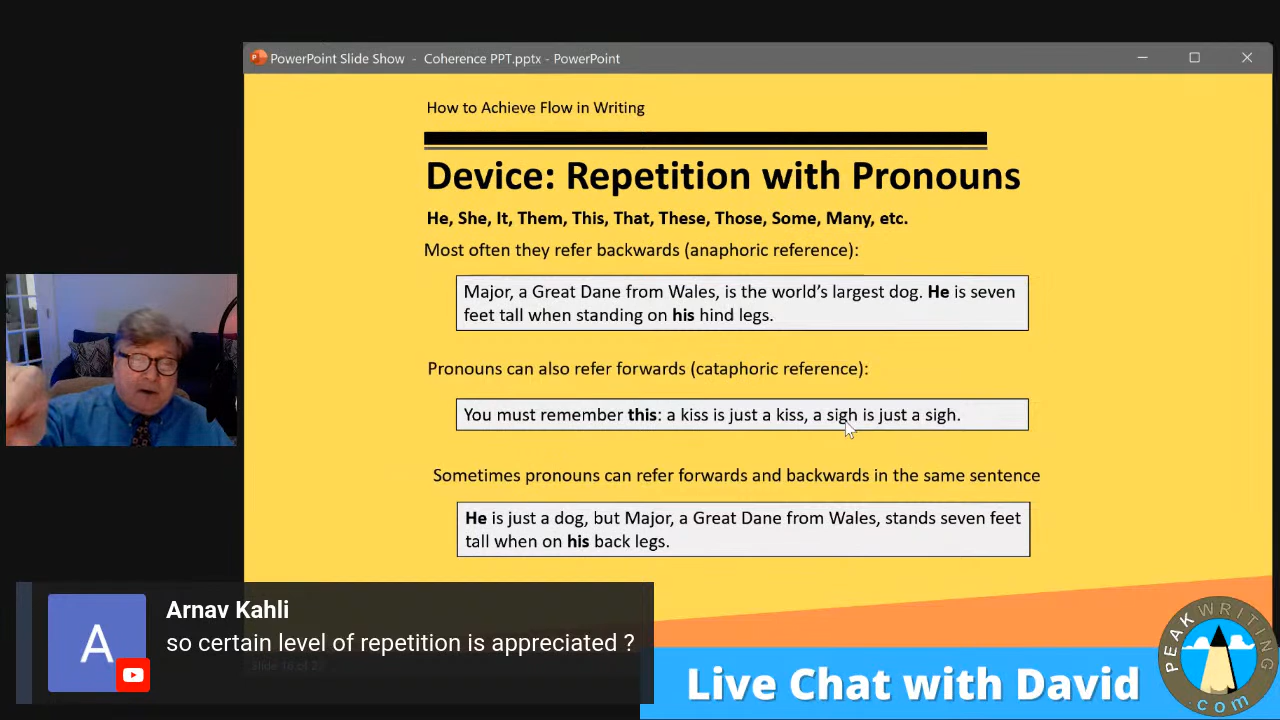 PowerPoint Slide Show - Coherence PPT.pptx - PowerPoint
How to Achieve Flow in Writing
Device: Repetition with Pronouns
He, She, It, Them, This, That, These, Those, Some, Many, etc.
Most often they refer backwards (anaphoric reference):
Major, a Great Dane from Wales, is the world’s largest dog. He is seven
feet tall when standing on his hind legs.
Pronouns can also refer forwards (cataphoric reference):
You must remember this: a kiss is just a kiss, a sigh is just a sigh.
Sometimes pronouns can refer forwards and backwards in the same sentence
He is just a dog, but Major, a Great Dane from Wales, stands seven feet
tall when on his back legs.
A
Arnav Kahli
so certain level of repetition is appreciated ?
Live Chat with David
PEAKWRITING
.com